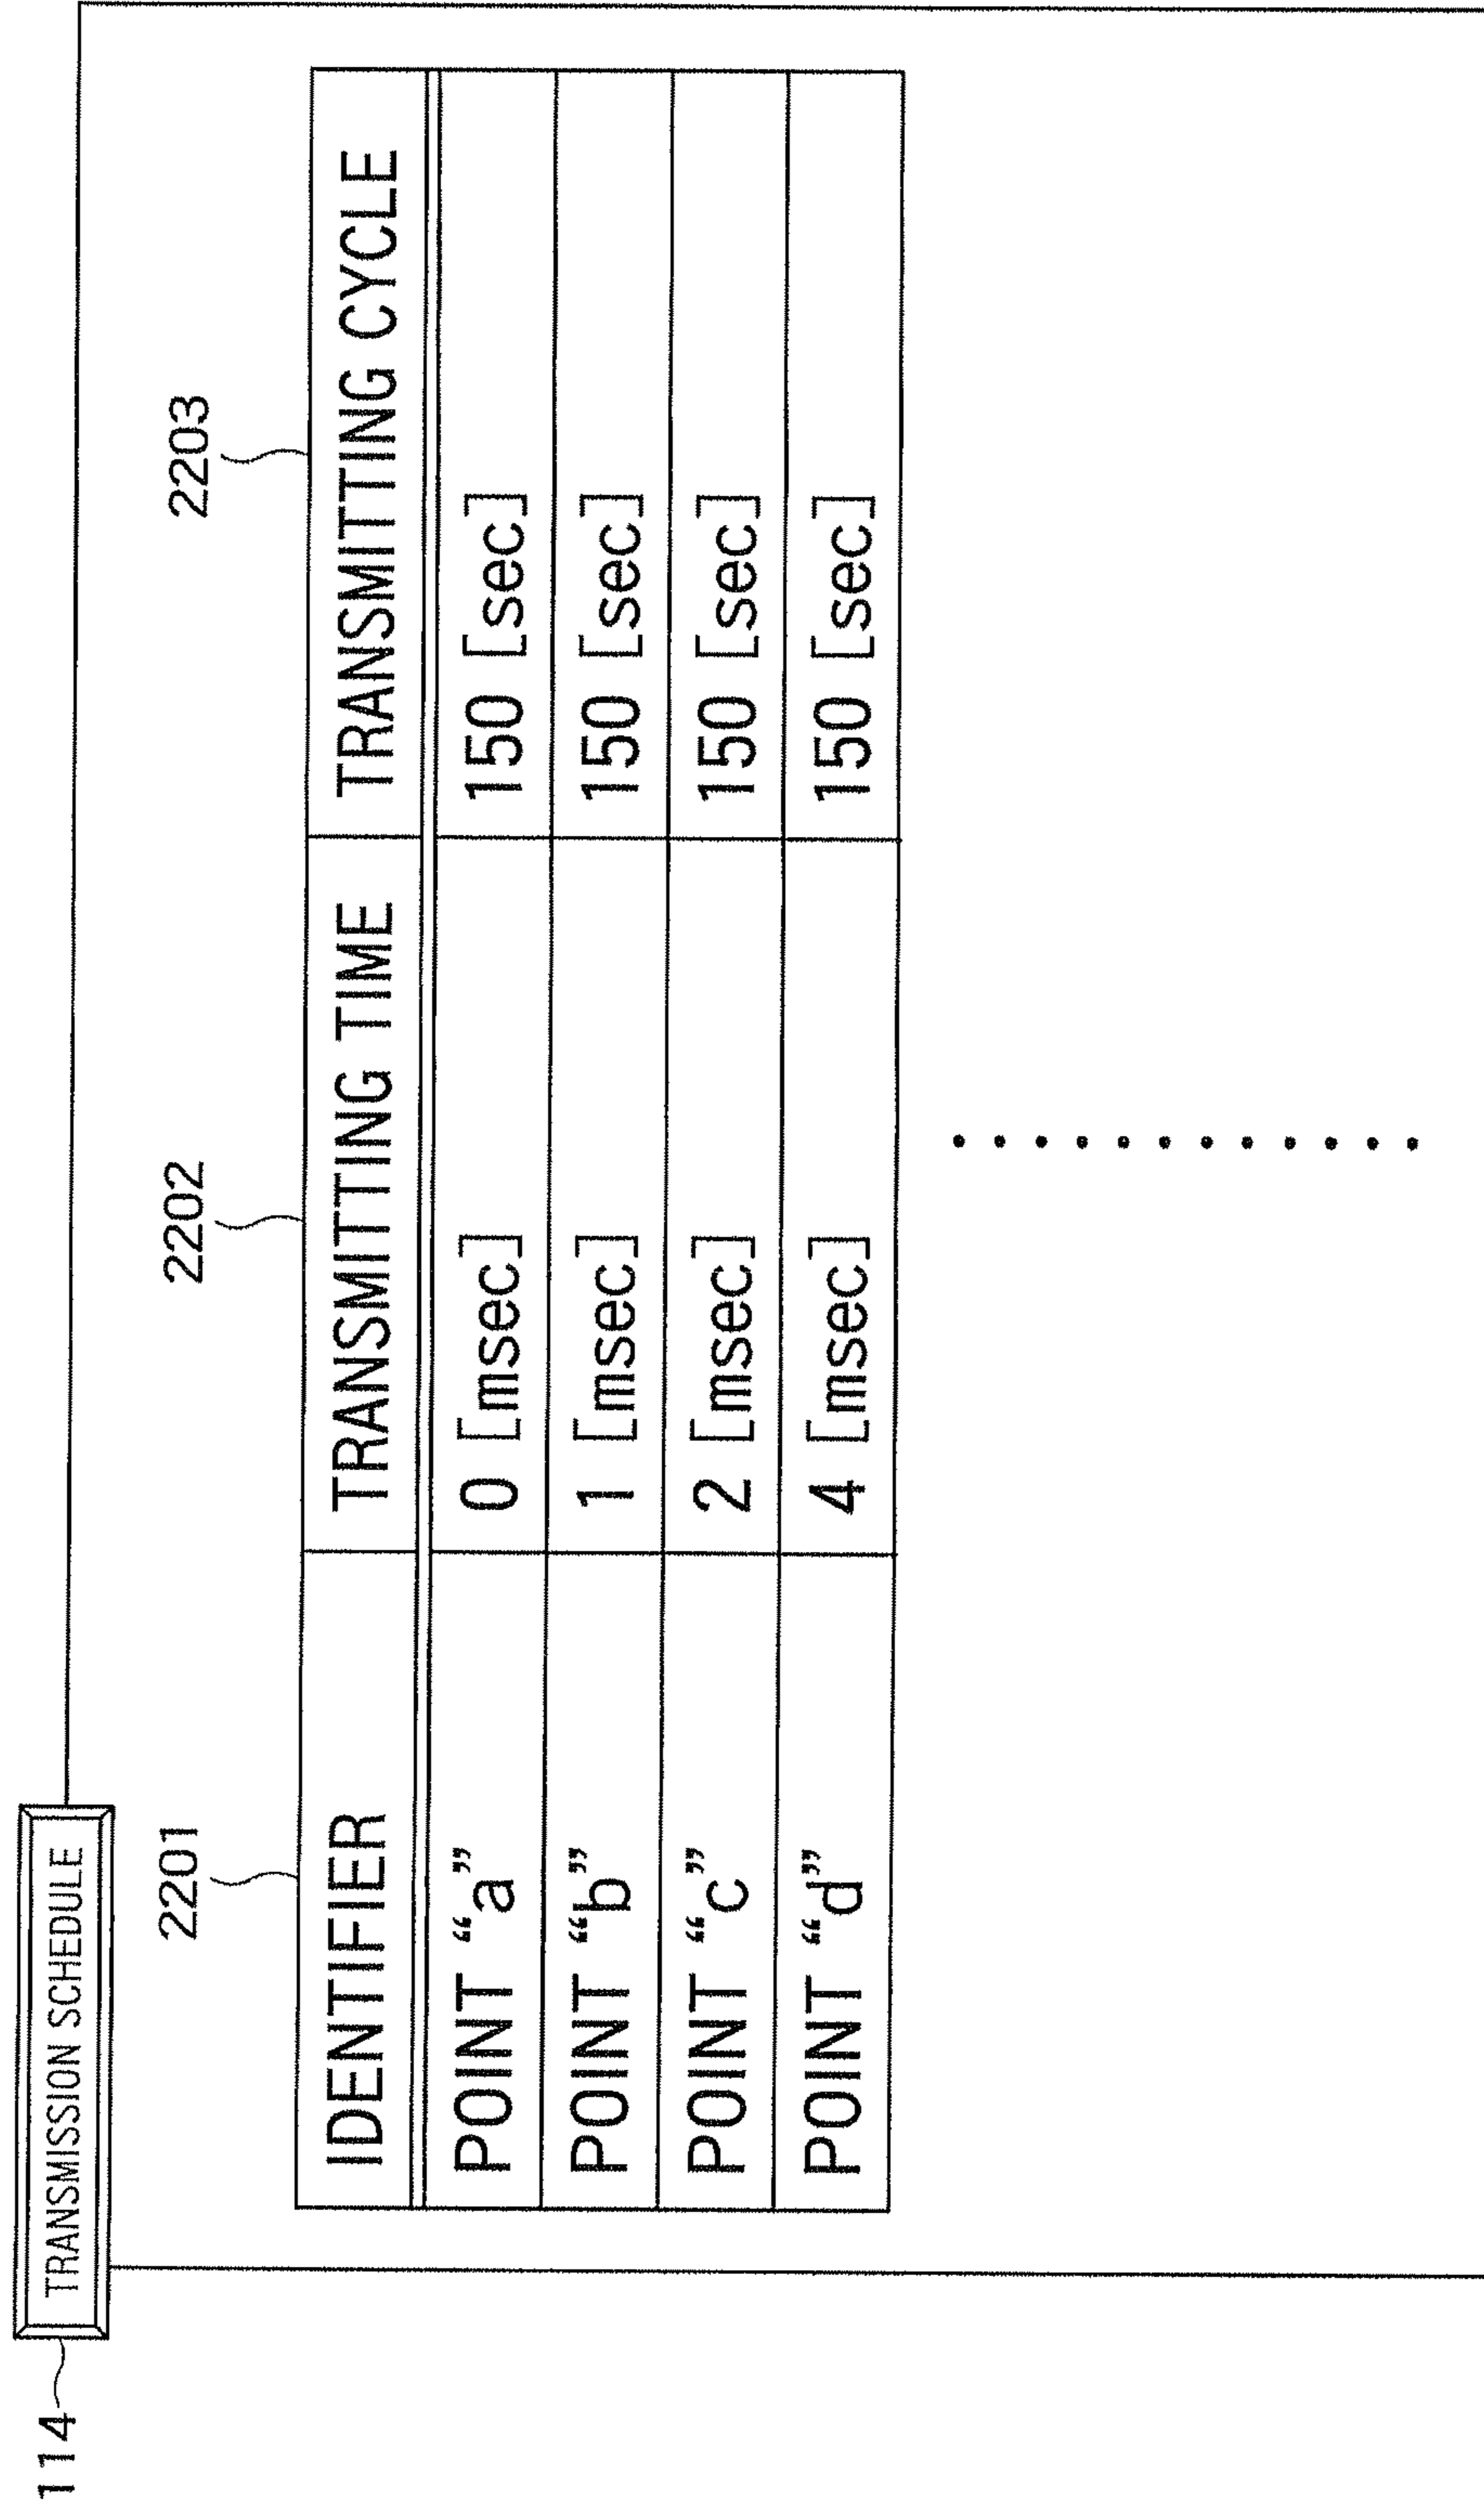 114
TRANSMISSION SCHEDULE
2201 2202 2203
IDENTIFIER TRANSMITTING TIME TRANSMITTING CYCLE
POINT “a” 0 [msec] 150 [sec]
POINT “b” 1 [msec] 150 [sec]
POINT “c” 2 [msec] 150 [sec]
POINT “d” 4 [msec] 150 [sec]
...........